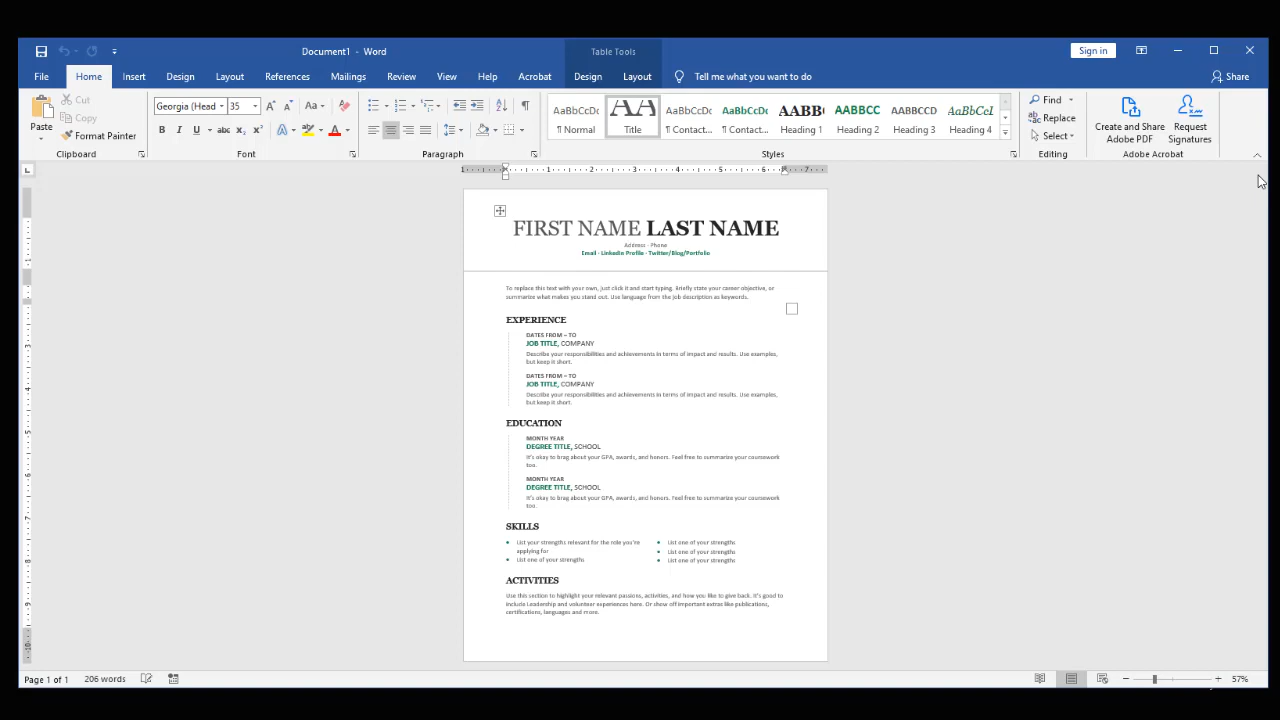 Document1 - Word
Table Tools
Sign in
File Home Insert Design Layout References Mailings Review View Help Acrobat Design Layout Tell me what you want to do Share
Paste
Cut
Copy
Format Painter
Clipboard
Georgia (Head 35
Font
Paragraph
AaBbCcDc AaBbCcDc AaBbCcDc AABB( AABBCC AABBCCD AaBbCcI
¶ Normal Title ¶ Contact... ¶ Contact... Heading 1 Heading 2 Heading 3 Heading 4
Styles
Find
Replace
Select
Editing
Create and Share Adobe PDF
Request Signatures
Adobe Acrobat
FIRST NAME LAST NAME
Address · Phone
Email · LinkedIn Profile · Twitter/Blog/Portfolio
To replace this text with your own, just click it and start typing. Briefly state your career objective, or
summarize what makes you stand out. Use language from the job description as keywords.
EXPERIENCE
DATES FROM – TO
JOB TITLE, COMPANY
Describe your responsibilities and achievements in terms of impact and results. Use examples,
but keep it short.
DATES FROM – TO
JOB TITLE, COMPANY
Describe your responsibilities and achievements in terms of impact and results. Use examples,
but keep it short.
EDUCATION
MONTH YEAR
DEGREE TITLE, SCHOOL
It's okay to brag about your GPA, awards, and honors. Feel free to summarize your coursework
too.
MONTH YEAR
DEGREE TITLE, SCHOOL
It's okay to brag about your GPA, awards, and honors. Feel free to summarize your coursework
too.
SKILLS
• List your strengths relevant for the role you're
applying for
• List one of your strengths
• List one of your strengths
• List one of your strengths
• List one of your strengths
ACTIVITIES
Use this section to highlight your relevant passions, activities, and how you like to give back. It's good to
include Leadership and volunteer experiences here. Or show off important extras like publications,
certifications, languages and more.
Page 1 of 1 206 words 57%